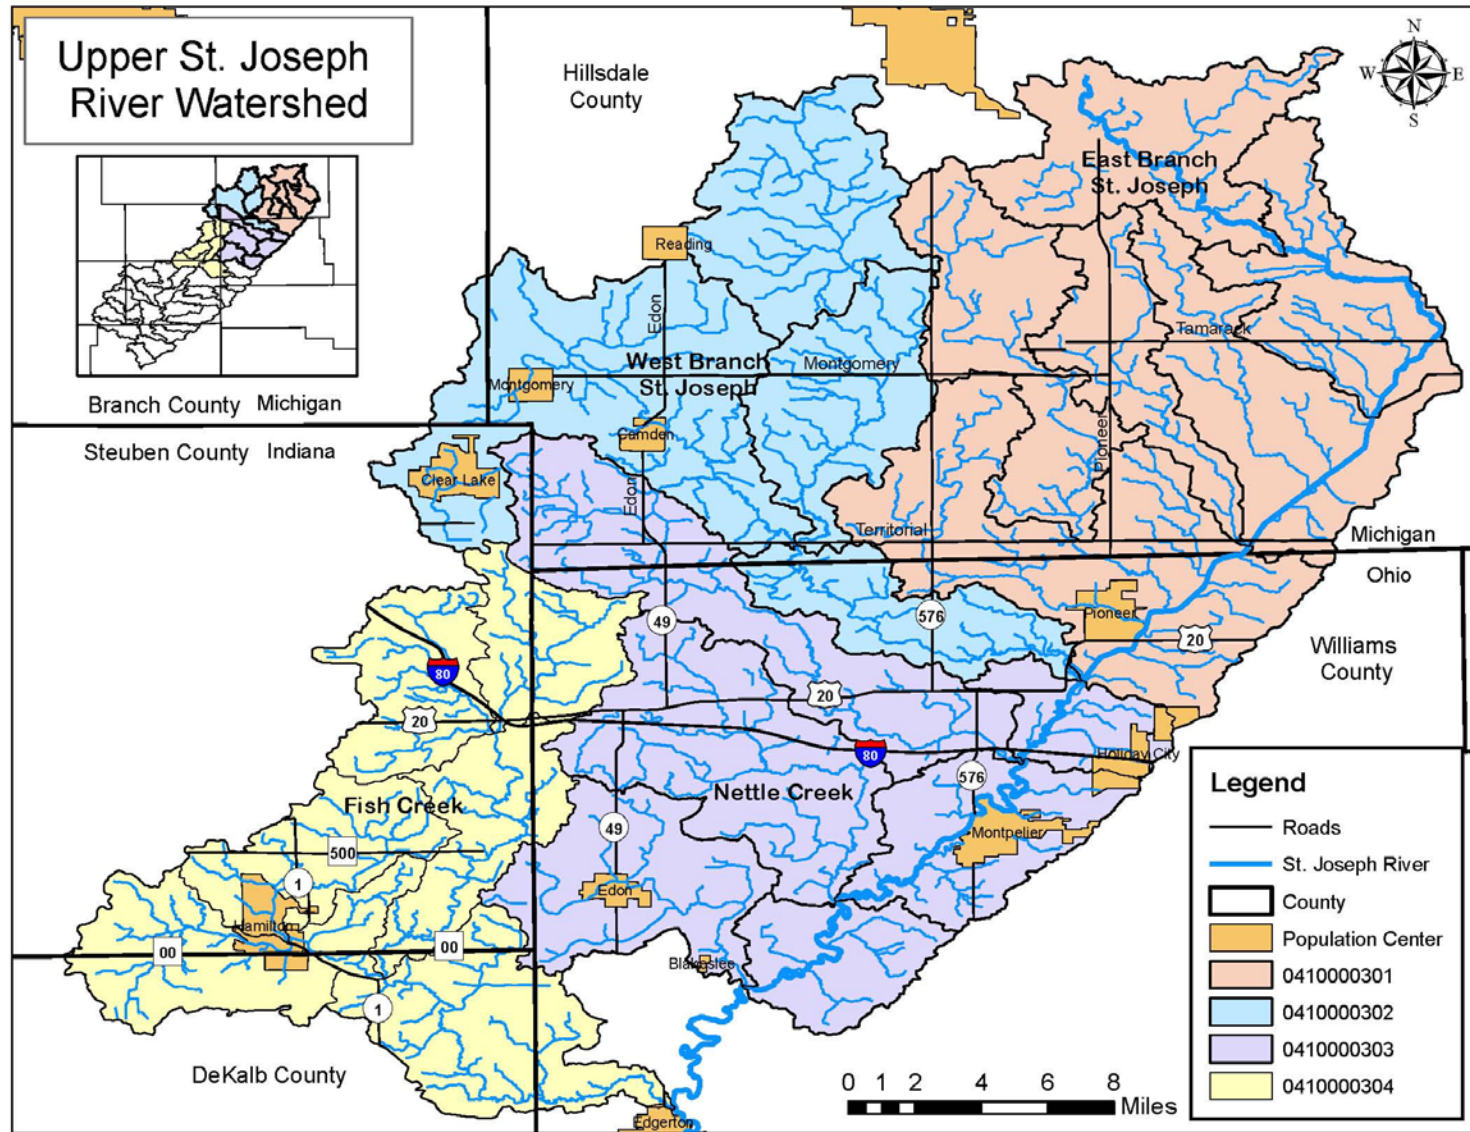 Upper St. Joseph
River Watershed
Hillsdale
County
N
W
E
S
East Branch
St. Joseph
Reading
Edon
Tamarack
West Branch
St. Joseph
Montgomery
Montgomery
Branch County Michigan
Camden
Pioneer
Steuben County Indiana
Clear Lake
Edon
Territorial
Michigan
Ohio
49
576
Pioneer
20
Williams
County
80
20
20
80
Holiday City
576
Fish Creek
Nettle Creek
49
Montpelier
500
1
Edon
Hamilton
00
00
Blakeslee
1
DeKalb County
Edgerton
Legend
Roads
St. Joseph River
County
Population Center
0410000301
0410000302
0410000303
0410000304
0 1 2 4 6 8
Miles